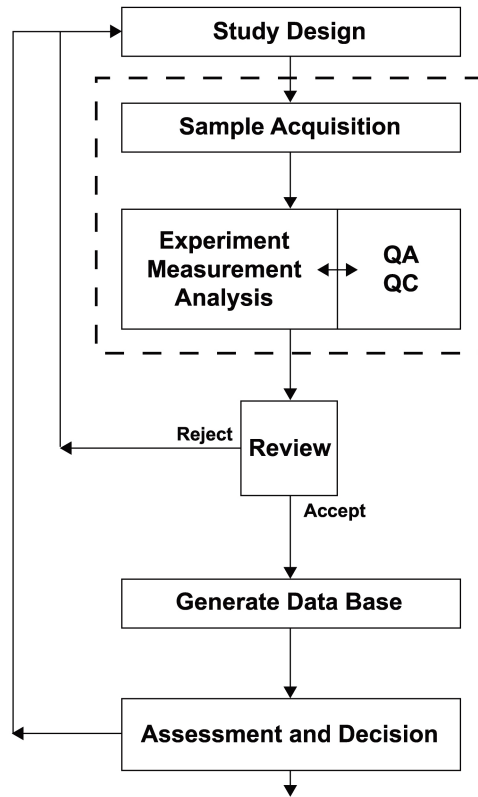 Study Design
Sample Acquisition
Experiment
Measurement
Analysis
QA
QC
Reject
Review
Accept
Generate Data Base
Assessment and Decision